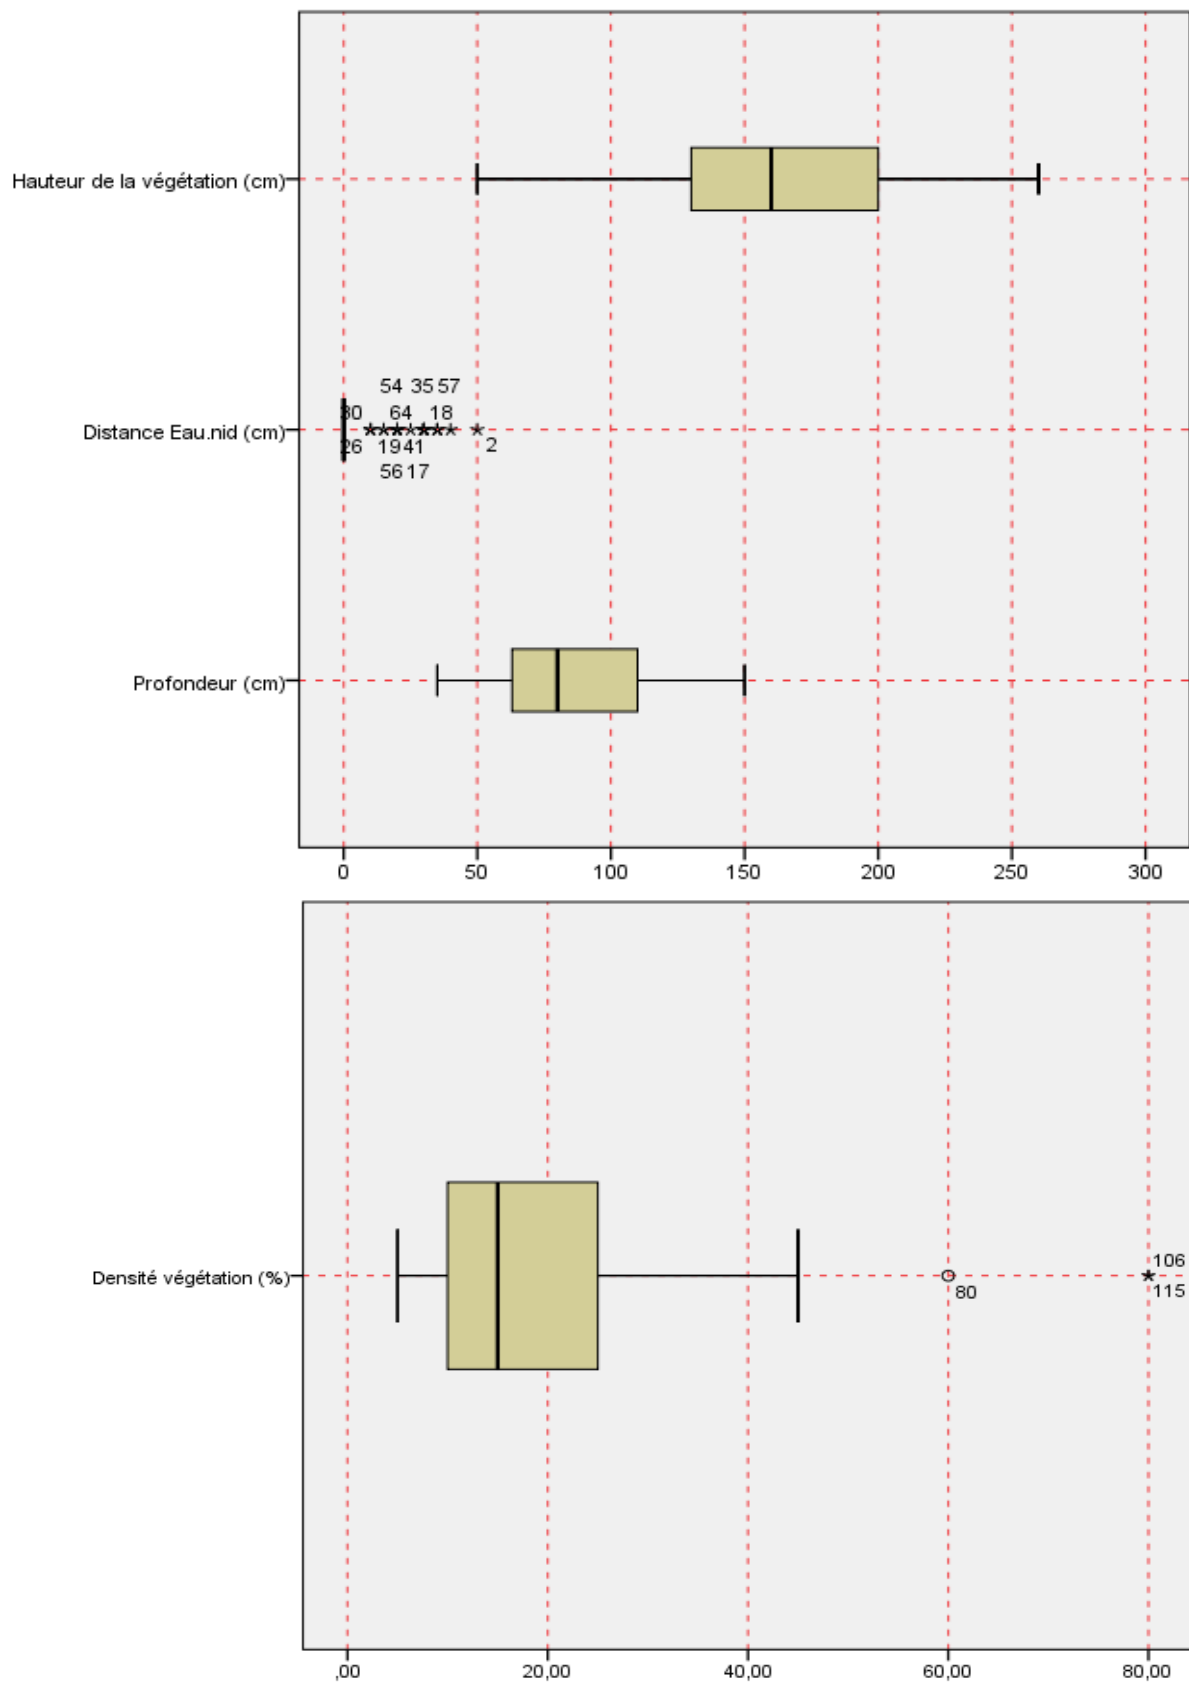 Hauteur de la végétation (cm)
54 35 57
30 64 18
Distance Eau.nid (cm)
26 19 41 2
56 17
Profondeur (cm)
0 50 100 150 200 250 300
106
Densité végétation (%)
80 115
,00 20,00 40,00 60,00 80,00